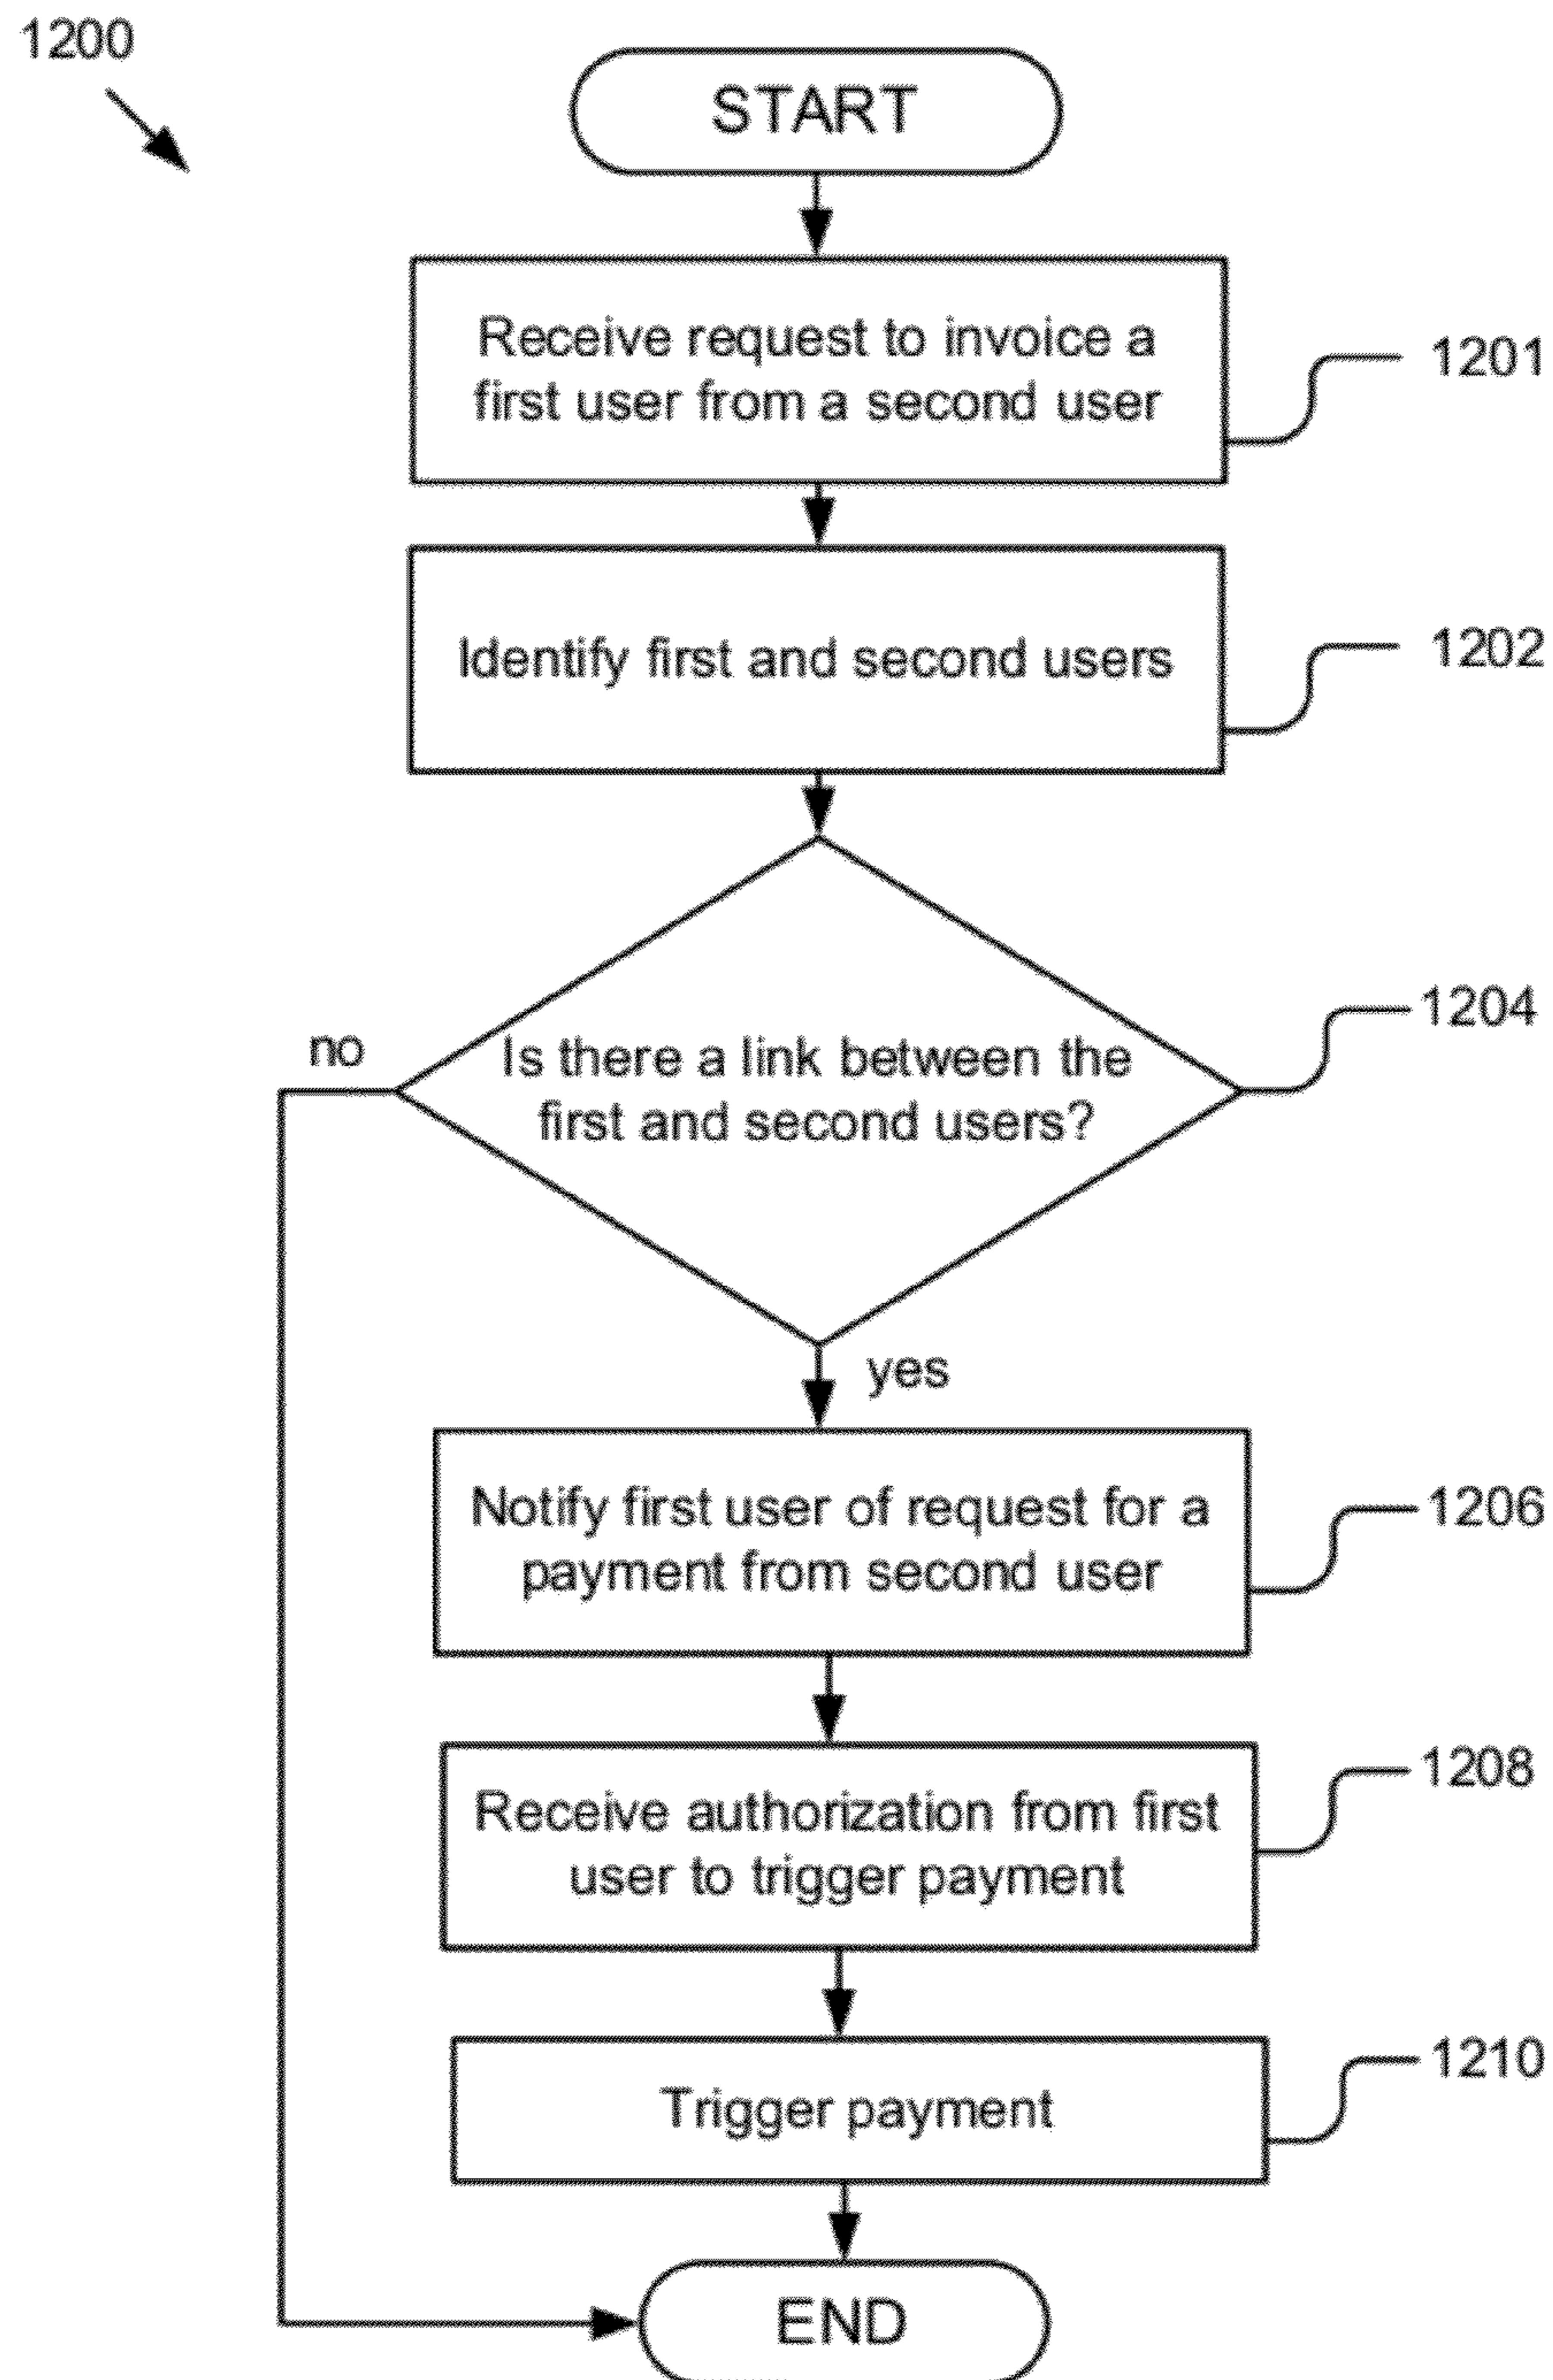 1200
START
Receive request to invoice a
first user from a second user
1201
Identify first and second users
1202
Is there a link between the
first and second users?
1204
no
yes
Notify first user of request for a
payment from second user
1206
Receive authorization from first
user to trigger payment
1208
Trigger payment
1210
END